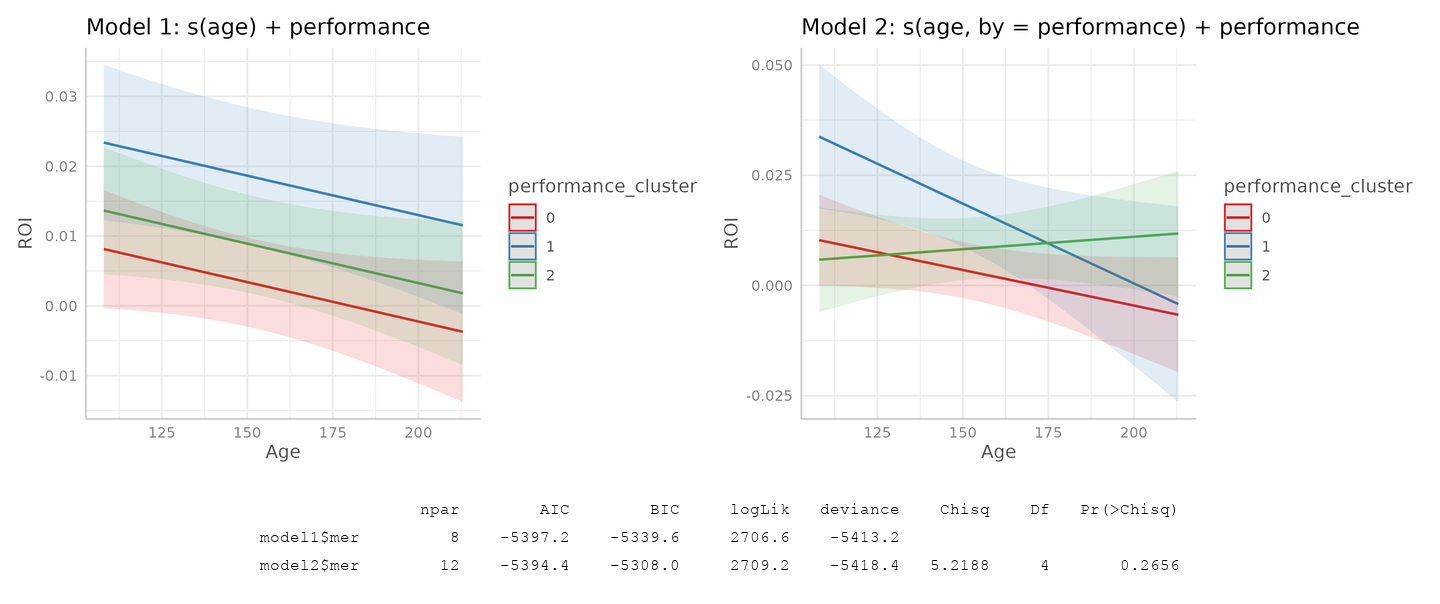 Model 1: s(age) + performance
0.03
0.02
0.01
0.00
-0.01
ROI
125 150 175 200
Age
performance_cluster
0
1
2
Model 2: s(age, by = performance) + performance
0.050
0.025
0.000
-0.025
ROI
125 150 175 200
Age
performance_cluster
0
1
2
npar AIC BIC logLik deviance Chisq Df Pr(>Chisq)
model1$mer 8 -5397.2 -5339.6 2706.6 -5413.2
model2$mer 12 -5394.4 -5308.0 2709.2 -5418.4 5.2188 4 0.2656